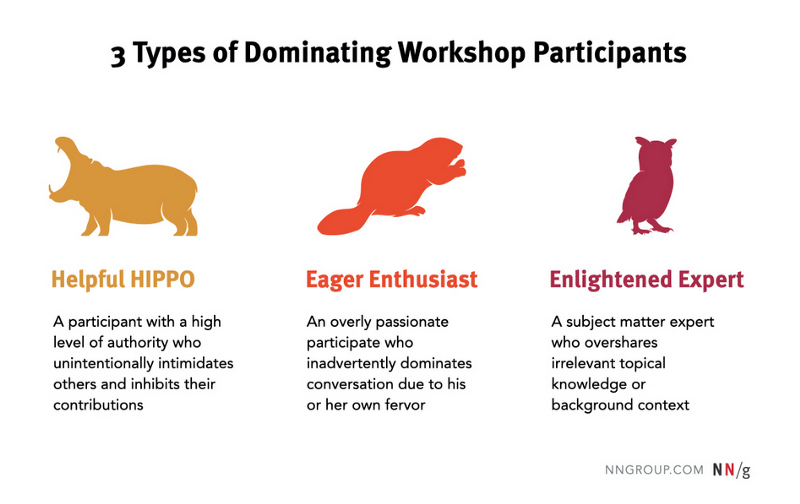 3 Types of Dominating Workshop Participants
Helpful HIPPO
A participant with a high
level of authority who
unintentionally intimidates
others and inhibits their
contributions
Eager Enthusiast
An overly passionate
participate who
inadvertently dominates
conversation due to his
or her own fervor
Enlightened Expert
A subject matter expert
who overshares
irrelevant topical
knowledge or
background context
NNGROUP.COM NN/g